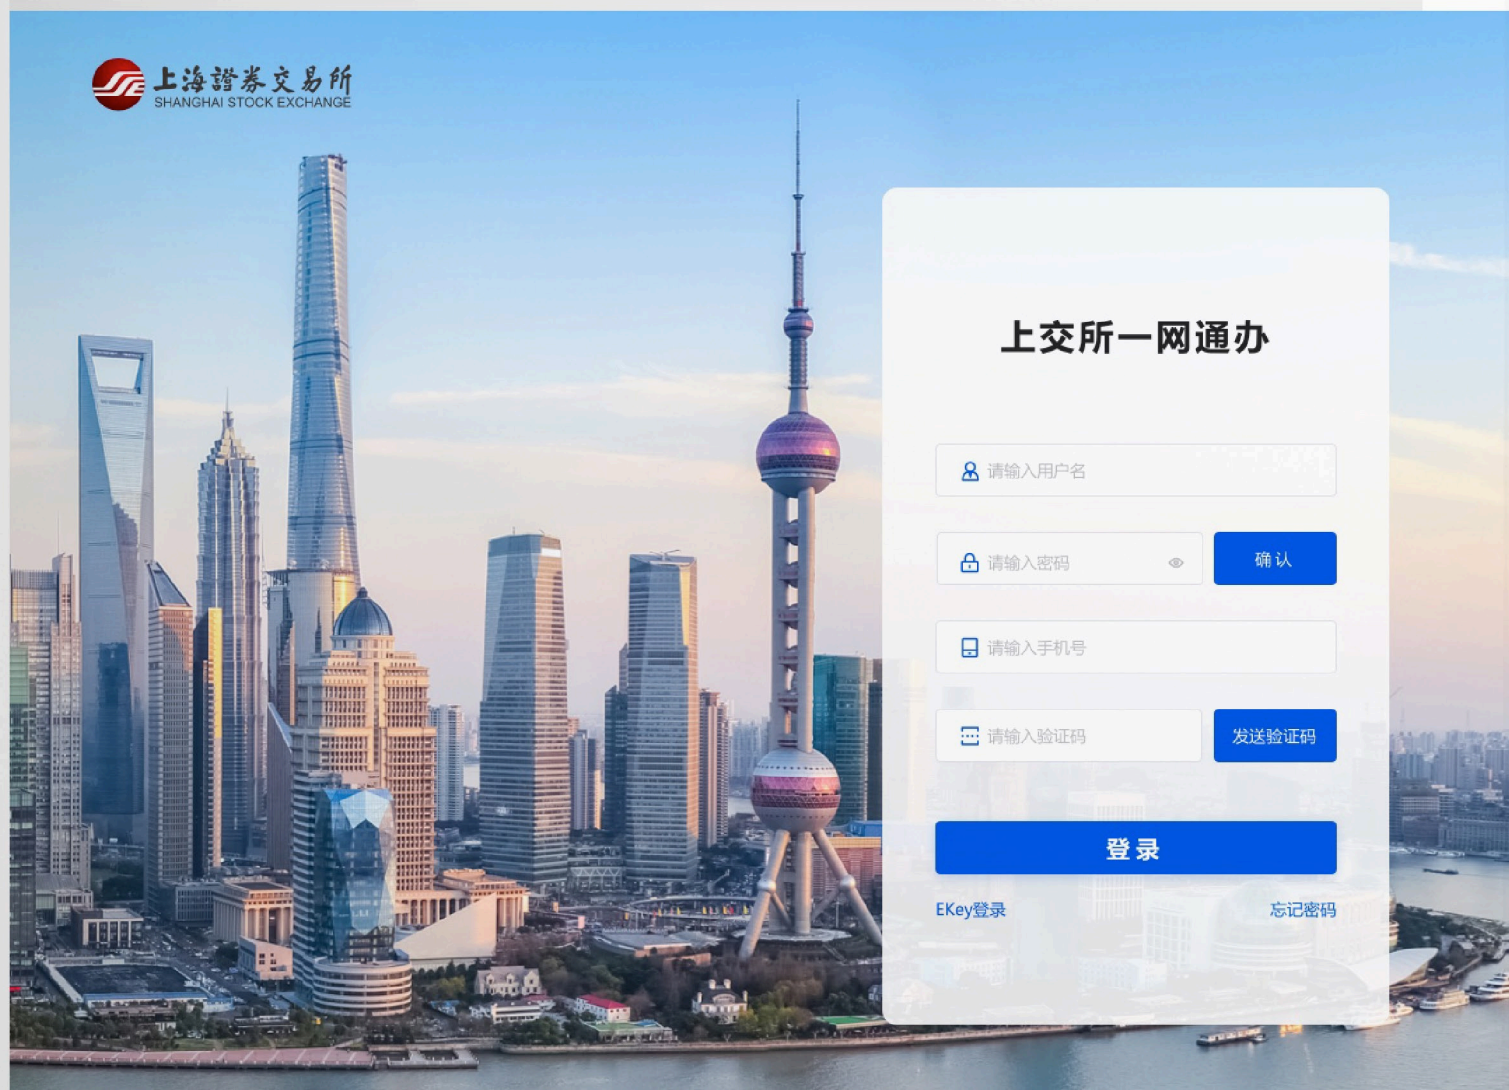 上海證券交易所
SHANGHAI STOCK EXCHANGE
上交所一网通办
请输入用户名
请输入密码
确认
请输入手机号
请输入验证码
发送验证码
登录
EKey登录
忘记密码